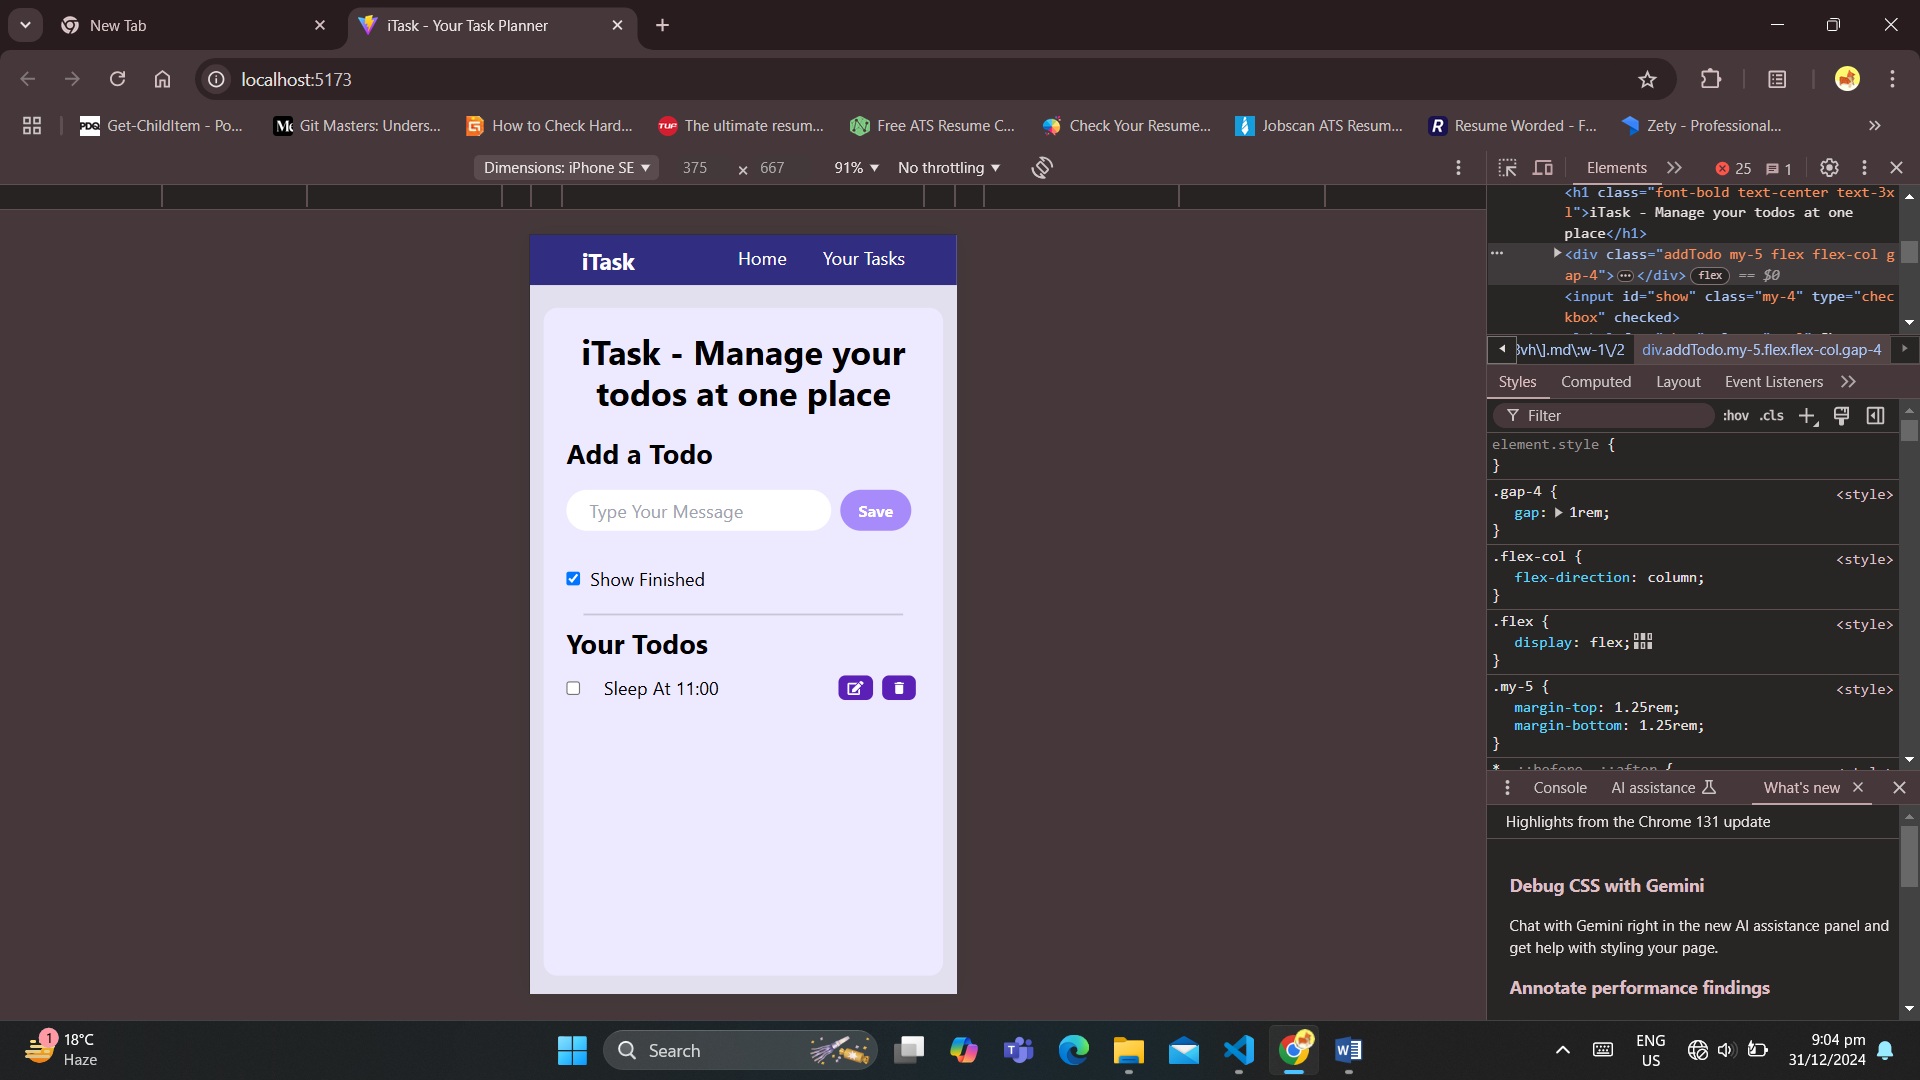 New Tab
iTask - Your Task Planner
localhost:5173
PDQ Get-ChildItem - Po...
Git Masters: Unders...
How to Check Hard...
TUP The ultimate resum...
Free ATS Resume C...
Check Your Resume...
Jobscan ATS Resum...
R Resume Worded - F...
Zety - Professional...
Dimensions: iPhone SE 375 × 667 91% No throttling
Elements 25 1
iTask Home Your Tasks
iTask - Manage your
todos at one place
Add a Todo
Type Your Message Save
Show Finished
Your Todos
Sleep At 11:00
<h1 class="font-bold text-center text-3x
l">iTask - Manage your todos at one
place</h1>
<div class="addTodo my-5 flex flex-col g
ap-4">…</div> flex == $0
<input id="show" class="my-4" type="chec
kbox" checked>
3vh\].md\:w-1\/2 div.addTodo.my-5.flex.flex-col.gap-4
Styles Computed Layout Event Listeners
Filter :hov .cls
element.style {
}
.gap-4 { <style>
gap: 1rem;
}
.flex-col { <style>
flex-direction: column;
}
.flex { <style>
display: flex;
}
.my-5 { <style>
margin-top: 1.25rem;
margin-bottom: 1.25rem;
}
Console AI assistance What's new
Highlights from the Chrome 131 update
Debug CSS with Gemini
Chat with Gemini right in the new AI assistance panel and
get help with styling your page.
Annotate performance findings
1 18°C
Haze
Search
ENG
US
9:04 pm
31/12/2024